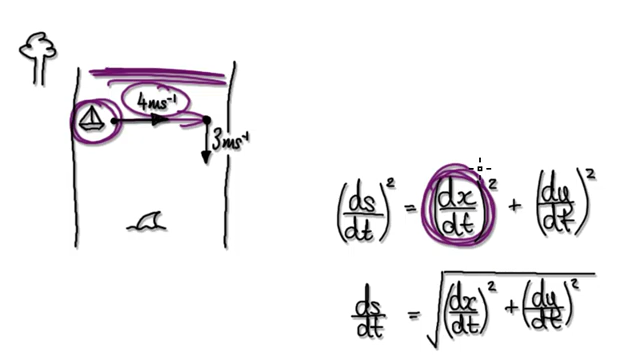 4ms⁻¹
3ms⁻¹
(ds/dt)² = (dx/dt)² + (dy/dt)²
ds/dt = √((dx/dt)² + (dy/dt)²)